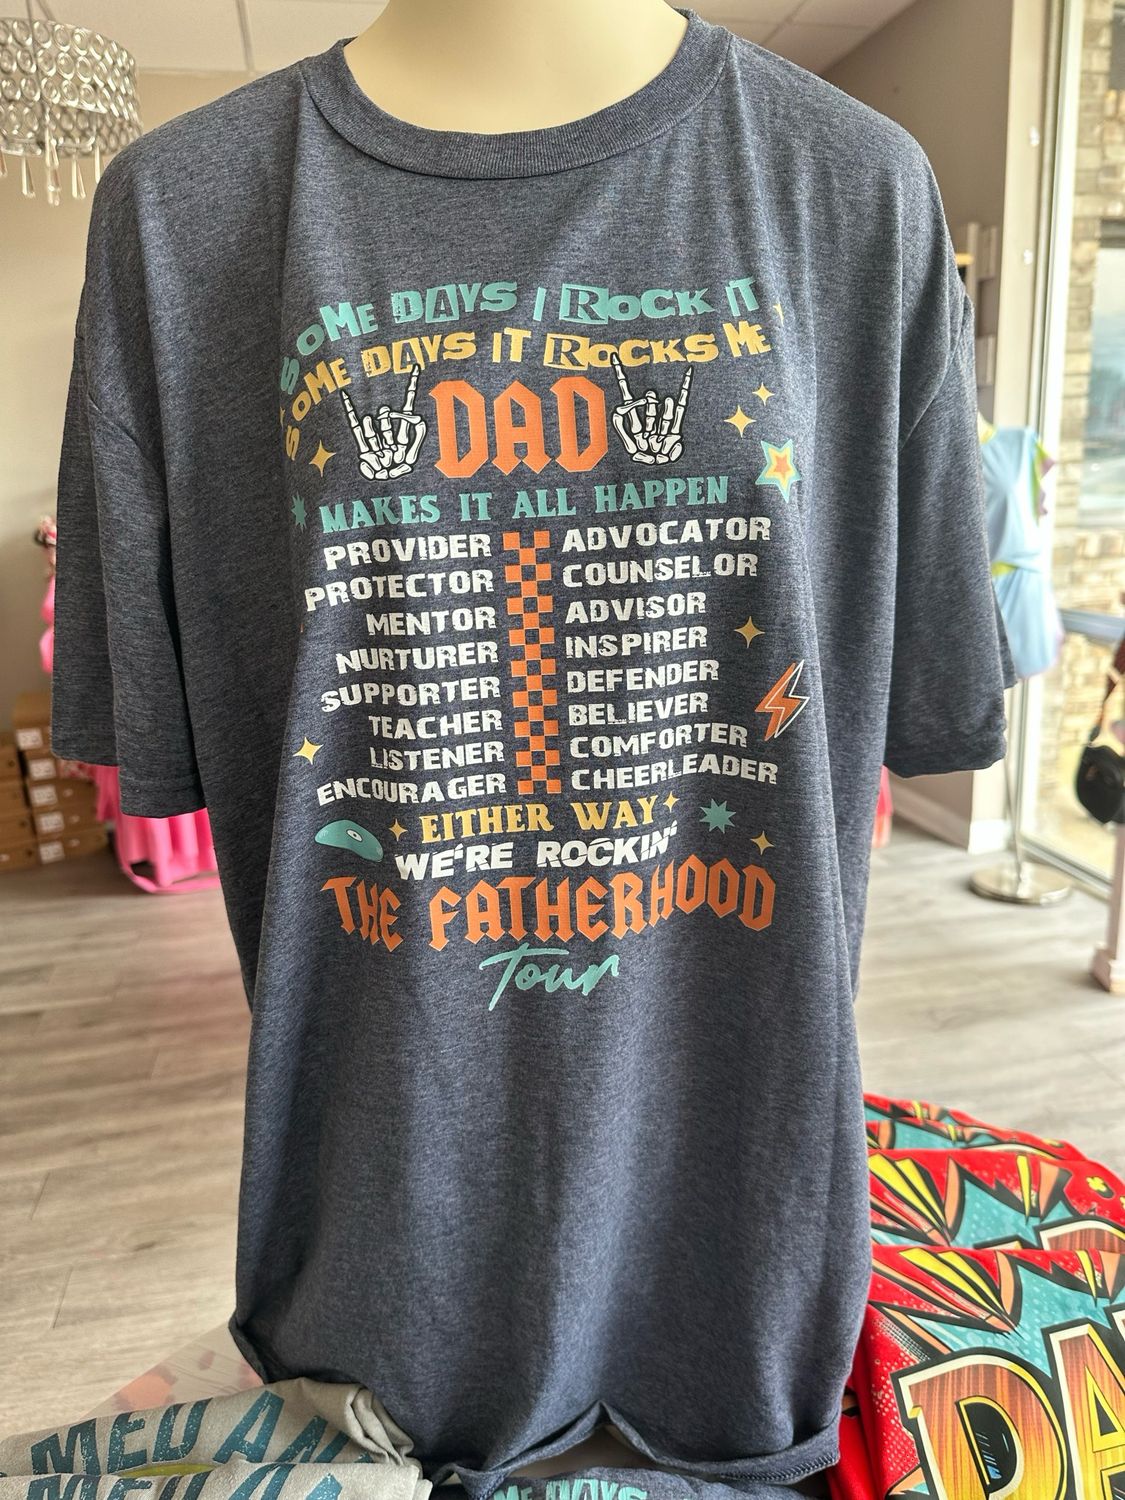 SOME DAYS I ROCK IT
SOME DAYS IT ROCKS ME
DAD
MAKES IT ALL HAPPEN
PROVIDER ADVOCATOR
PROTECTOR COUNSELOR
MENTOR ADVISOR
NURTURER INSPIRER
SUPPORTER DEFENDER
TEACHER BELIEVER
LISTENER COMFORTER
ENCOURAGER CHEERLEADER
EITHER WAY
WE'RE ROCKIN'
THE FATHERHOOD
Tour